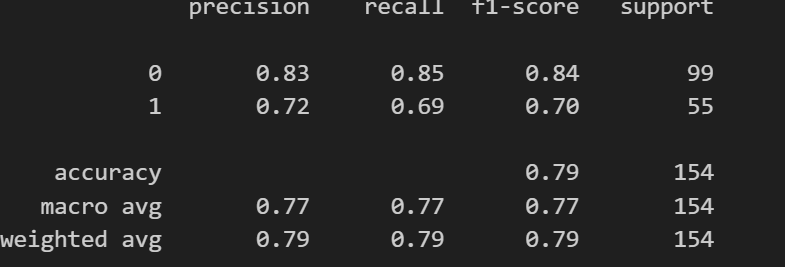 precision recall f1-score support
0 0.83 0.85 0.84 99
1 0.72 0.69 0.70 55
accuracy 0.79 154
macro avg 0.77 0.77 0.77 154
weighted avg 0.79 0.79 0.79 154